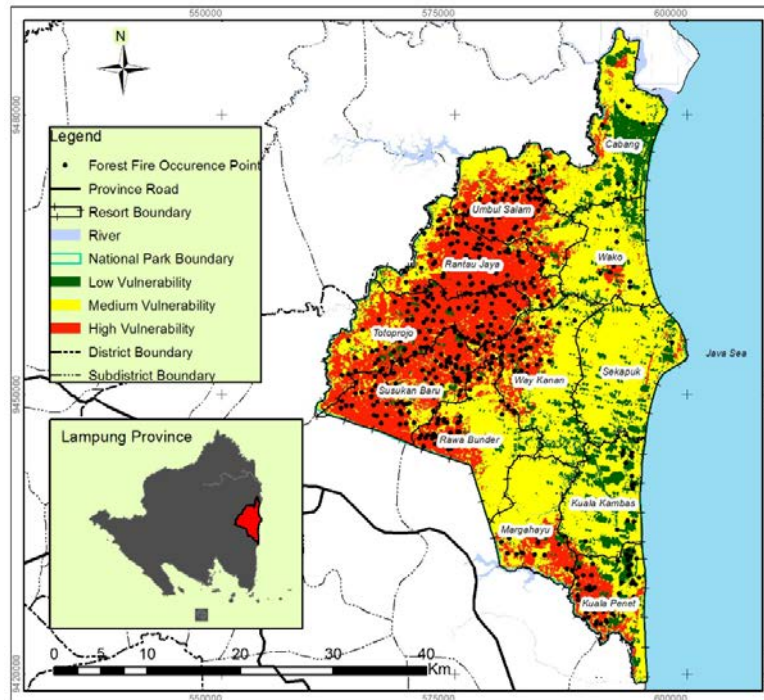 550000 575000 600000
N
9480000
Legend
Forest Fire Occurence Point
Province Road
Resort Boundary
River
National Park Boundary
Low Vulnerability
Medium Vulnerability
High Vulnerability
District Boundary
Subdistrict Boundary
Cabang
Umbul Salam
Wako
Rantau Jaya
Totoprojo
Java Sea
Way Kanan
Sekapuk
Susukan Baru
9450000
Rawa Bunder
Lampung Province
Kuala Kambas
Margahayu
Kuala Penet
0 5 10 20 30 40
Km
9420000
550000 575000 600000